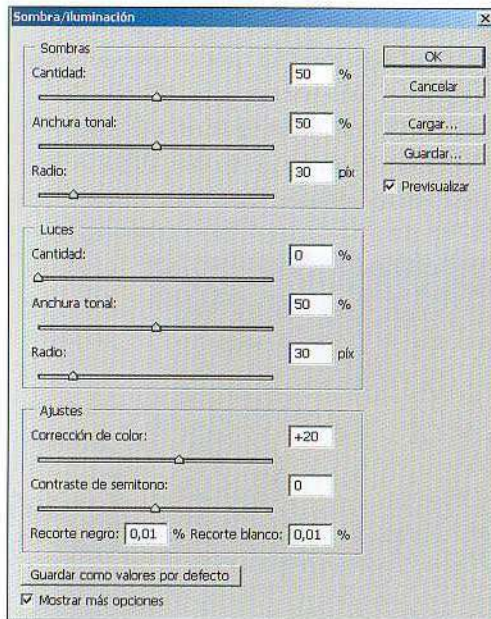 Sombra/iluminación
Sombras
Cantidad: 50 %
Anchura tonal: 50 %
Radio: 30 píx
Luces
Cantidad: 0 %
Anchura tonal: 50 %
Radio: 30 píx
Ajustes
Corrección de color: +20
Contraste de semitono: 0
Recorte negro: 0,01 % Recorte blanco: 0,01 %
Guardar como valores por defecto
Mostrar más opciones
OK
Cancelar
Cargar...
Guardar...
Previsualizar